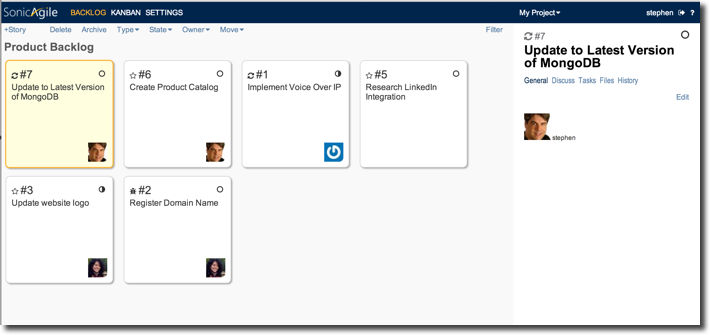 SonicAgile BACKLOG KANBAN SETTINGS My Project stephen ?
+Story Delete Archive Type State Owner Move Filter
Product Backlog
#7
Update to Latest Version
of MongoDB
#6
Create Product Catalog
#1
Implement Voice Over IP
#5
Research LinkedIn
Integration
#3
Update website logo
#2
Register Domain Name
#7
Update to Latest Version
of MongoDB
General Discuss Tasks Files History
Edit
stephen